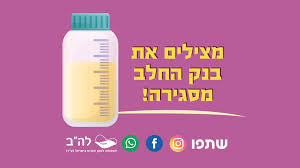 מצילים את
בנק החלב
מסגירה!
שתפו
לה"ב